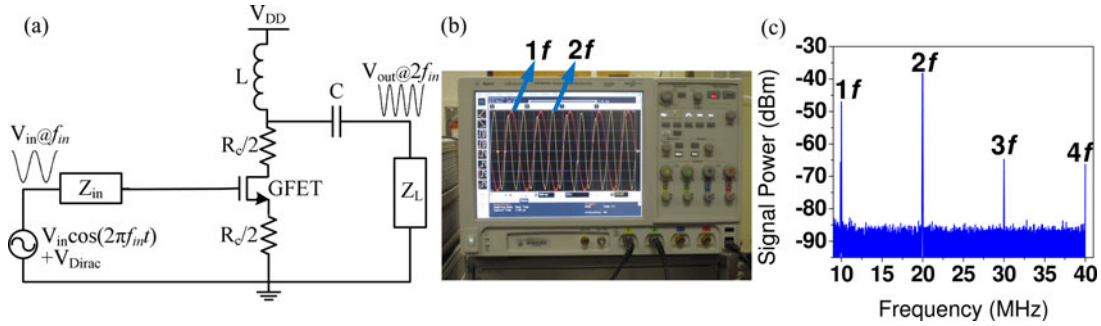 (a)
V_DD
L
C
V_out@2f_in
V_in@f_in
R_c/2
GFET
Z_in
Z_L
R_c/2
V_in cos(2πf_in t)
+V_Dirac
(b)
1f
2f
(c)
Signal Power (dBm)
-30
-40
-50
-60
-70
-80
-90
1f
2f
3f
4f
10 15 20 25 30 35 40
Frequency (MHz)